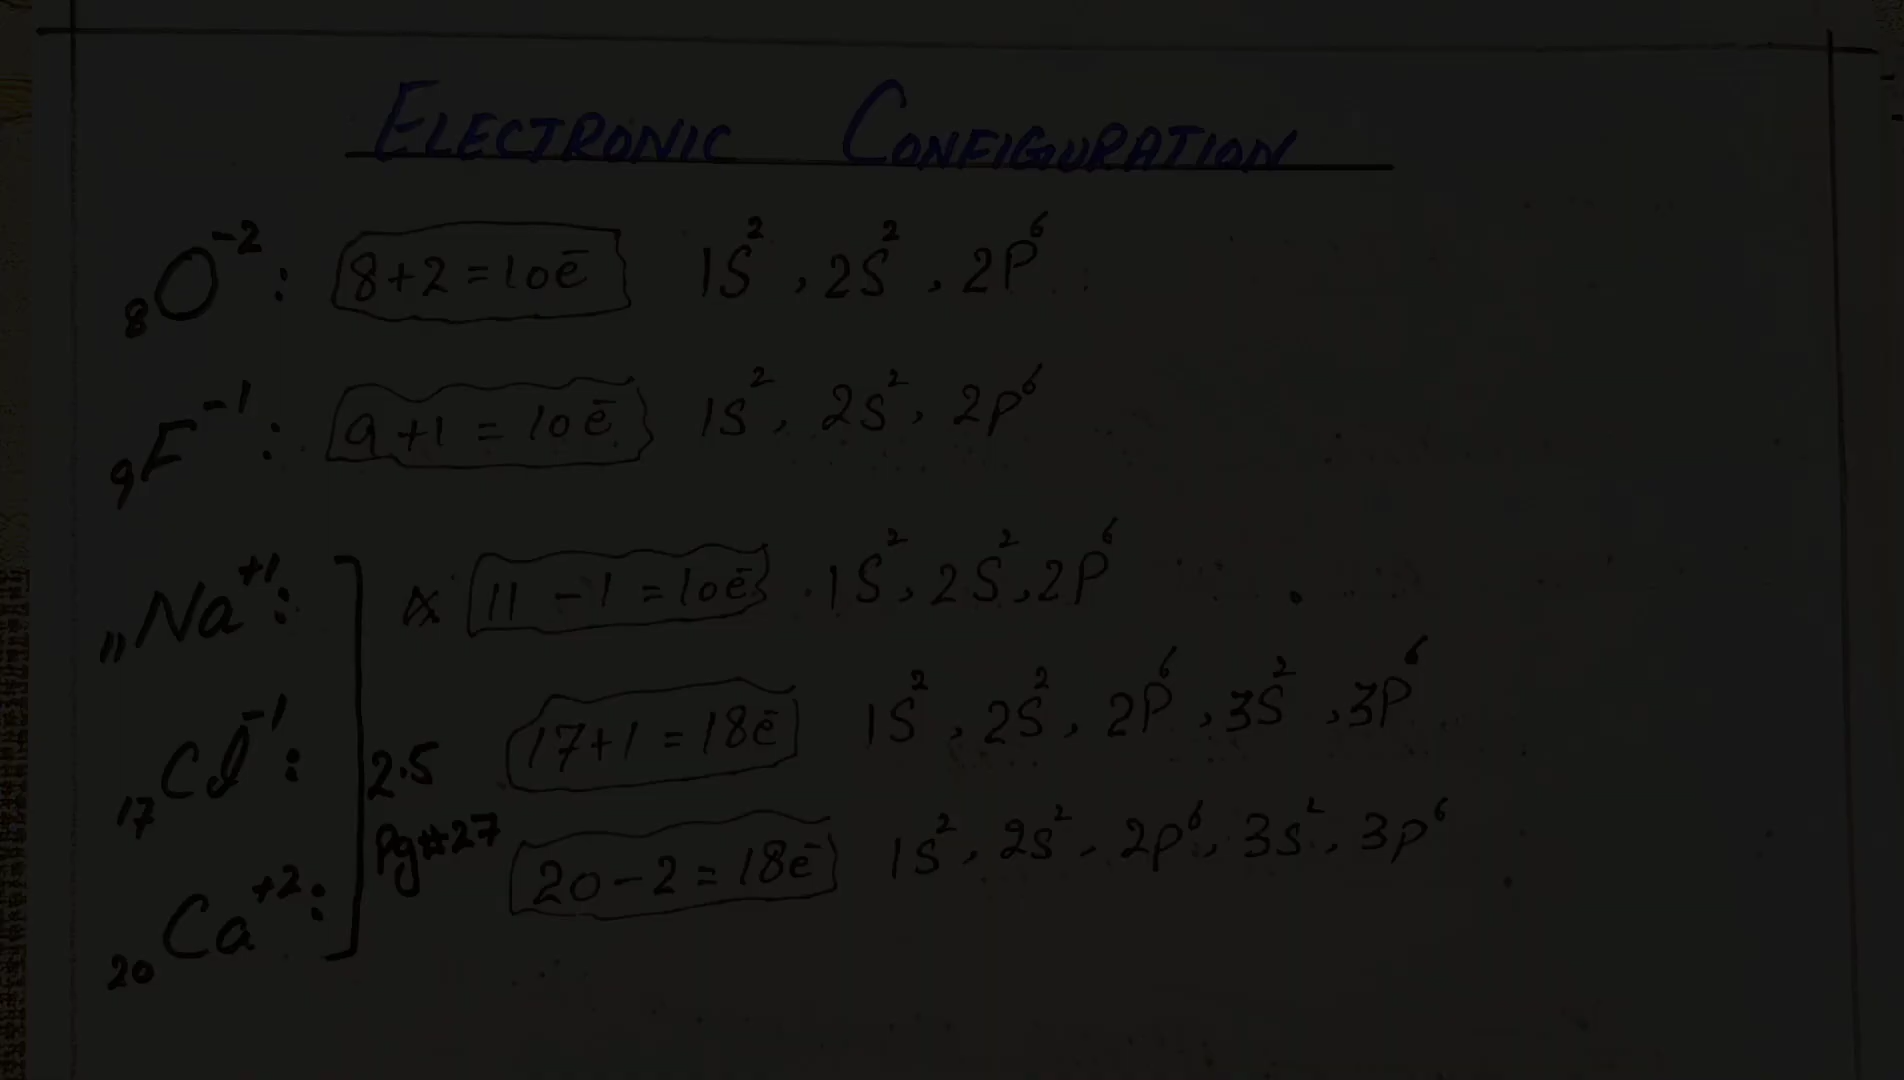 ELECTRONIC CONFIGURATION
₈O⁻²: 8+2=10ē 1S², 2S², 2P⁶
₉F⁻¹: 9+1=10ē 1S², 2S², 2P⁶
₁₁Na⁺¹: 11-1=10ē 1S², 2S², 2P⁶
₁₇Cl⁻¹: 17+1=18ē 1S², 2S², 2P⁶, 3S², 3P⁶
2.5
Pg#27
₂₀Ca⁺²: 20-2=18ē 1S², 2S², 2P⁶, 3S², 3P⁶